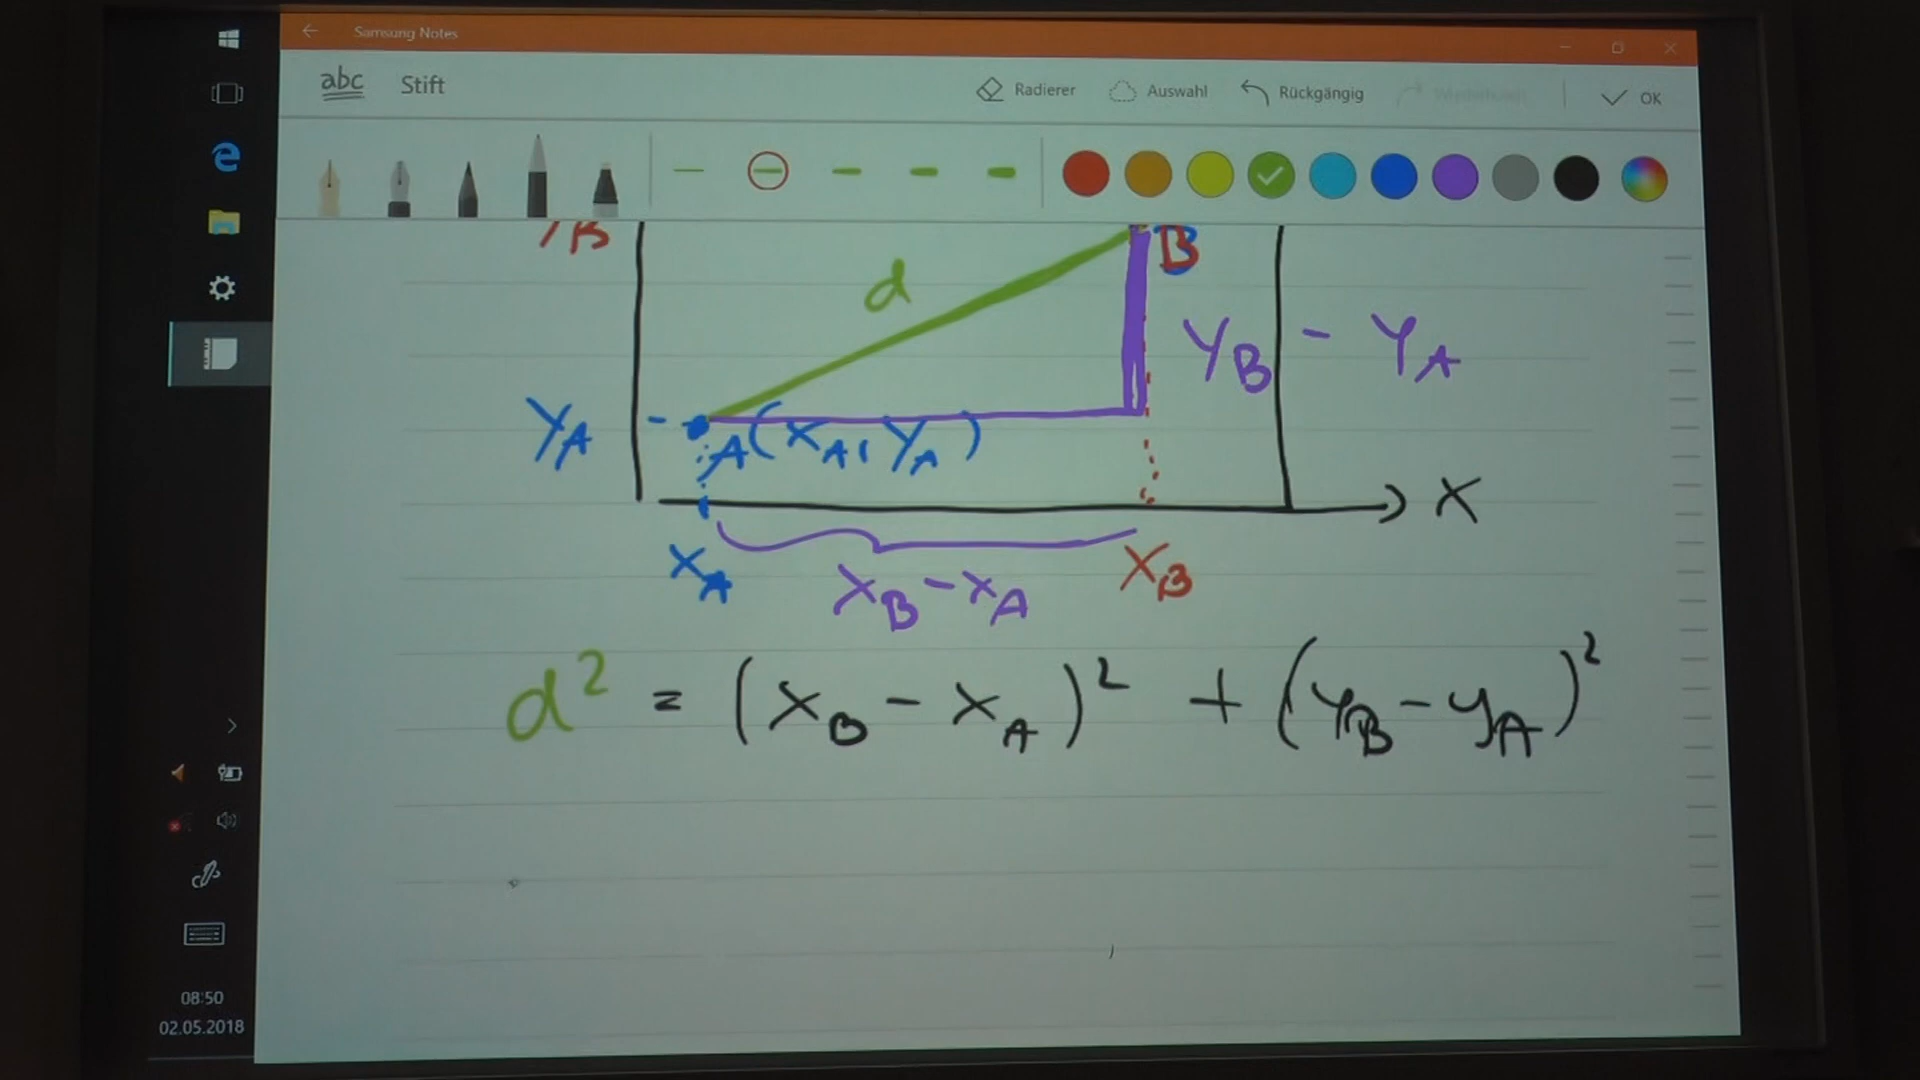 Samsung Notes
abc Stift Radierer Auswahl Rückgängig Wiederholen OK
YB B
d
YB - YA
YA A(XA, YA)
X
XA XB - XA XB
d² = (XB - XA)² + (YB - yA)²
08:50
02.05.2018